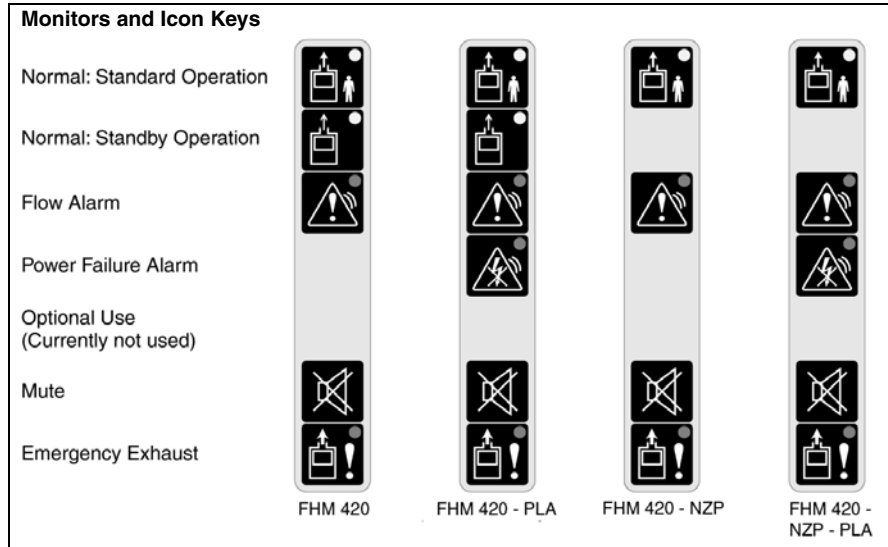 Monitors and Icon Keys
Normal: Standard Operation
Normal: Standby Operation
Flow Alarm
Power Failure Alarm
Optional Use
(Currently not used)
Mute
Emergency Exhaust
FHM 420
FHM 420 - PLA
FHM 420 - NZP
FHM 420 -
NZP - PLA